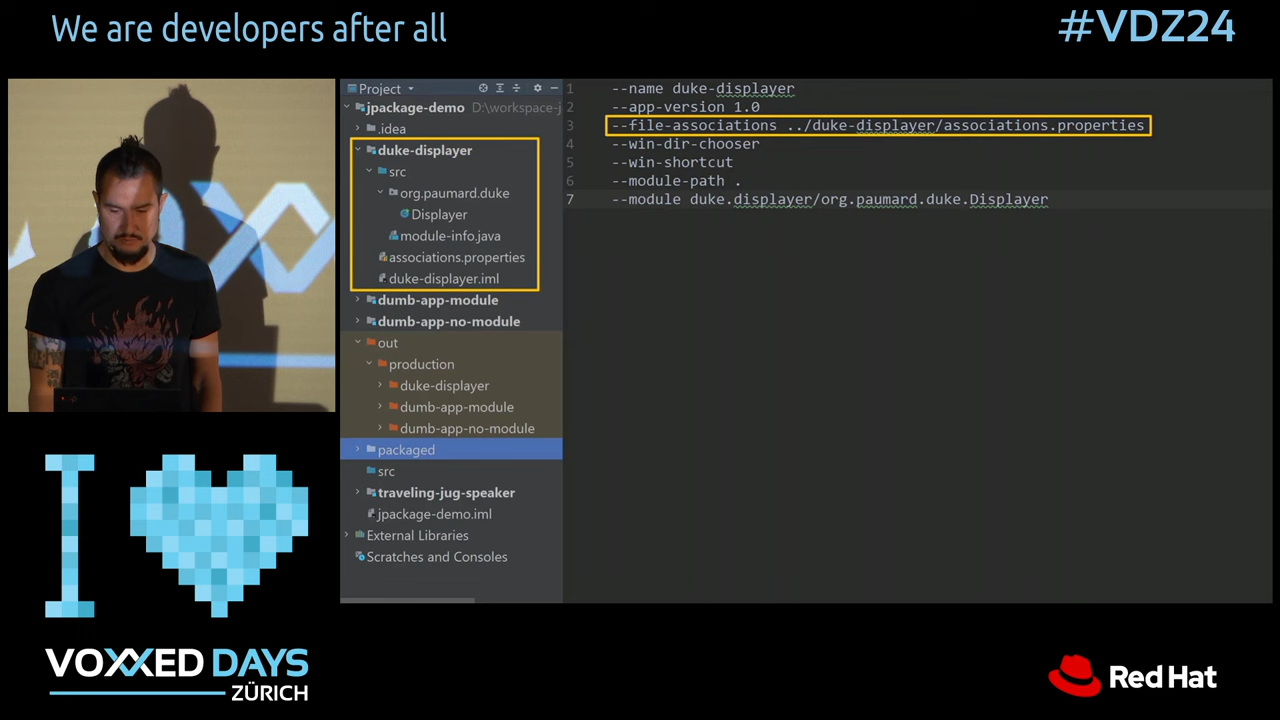 We are developers after all
#VDZ24
Project
jpackage-demo D:\workspace-j
.idea
duke-displayer
src
org.paumard.duke
Displayer
module-info.java
associations.properties
duke-displayer.iml
dumb-app-module
dumb-app-no-module
out
production
duke-displayer
dumb-app-module
dumb-app-no-module
packaged
src
traveling-jug-speaker
jpackage-demo.iml
External Libraries
Scratches and Consoles
1 --name duke-displayer
2 --app-version 1.0
3 --file-associations ../duke-displayer/associations.properties
4 --win-dir-chooser
5 --win-shortcut
6 --module-path .
7 --module duke.displayer/org.paumard.duke.Displayer
I
VOXXED DAYS
ZÜRICH
Red Hat